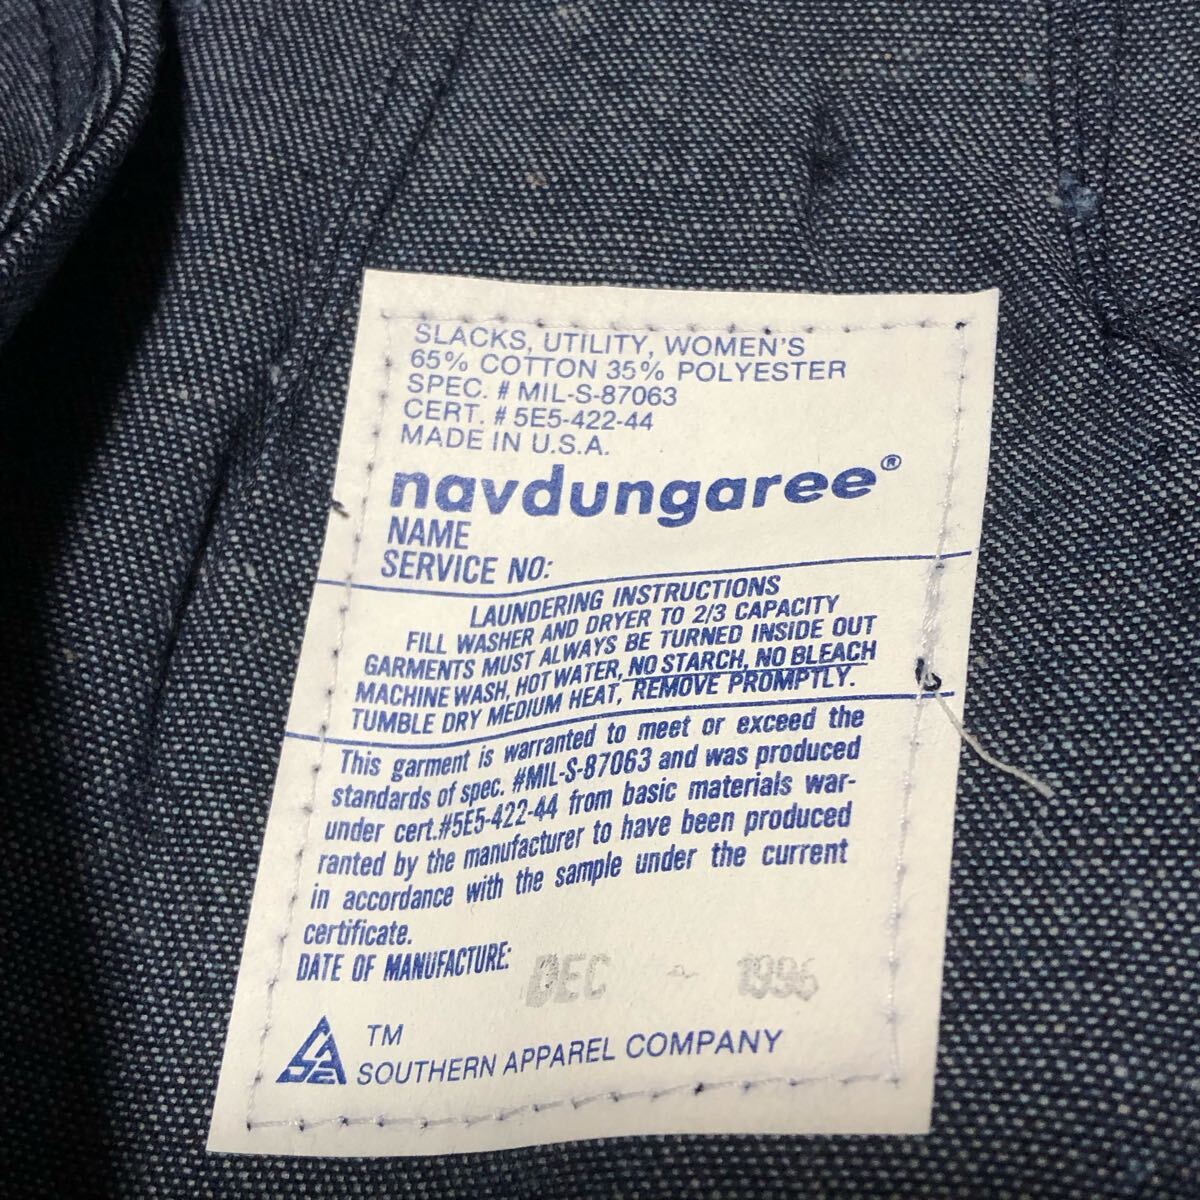 SLACKS, UTILITY, WOMEN'S
65% COTTON 35% POLYESTER
SPEC. # MIL-S-87063
CERT. # 5E5-422-44
MADE IN U.S.A.
navdungaree®
NAME
SERVICE NO:
LAUNDERING INSTRUCTIONS
FILL WASHER AND DRYER TO 2/3 CAPACITY
GARMENTS MUST ALWAYS BE TURNED INSIDE OUT
MACHINE WASH, HOT WATER, NO STARCH, NO BLEACH
TUMBLE DRY MEDIUM HEAT, REMOVE PROMPTLY.
This garment is warranted to meet or exceed the
standards of spec. #MIL-S-87063 and was produced
under cert.#5E5-422-44 from basic materials war-
ranted by the manufacturer to have been produced
in accordance with the sample under the current
certificate.
DATE OF MANUFACTURE: DEC - 1996
TM
SOUTHERN APPAREL COMPANY